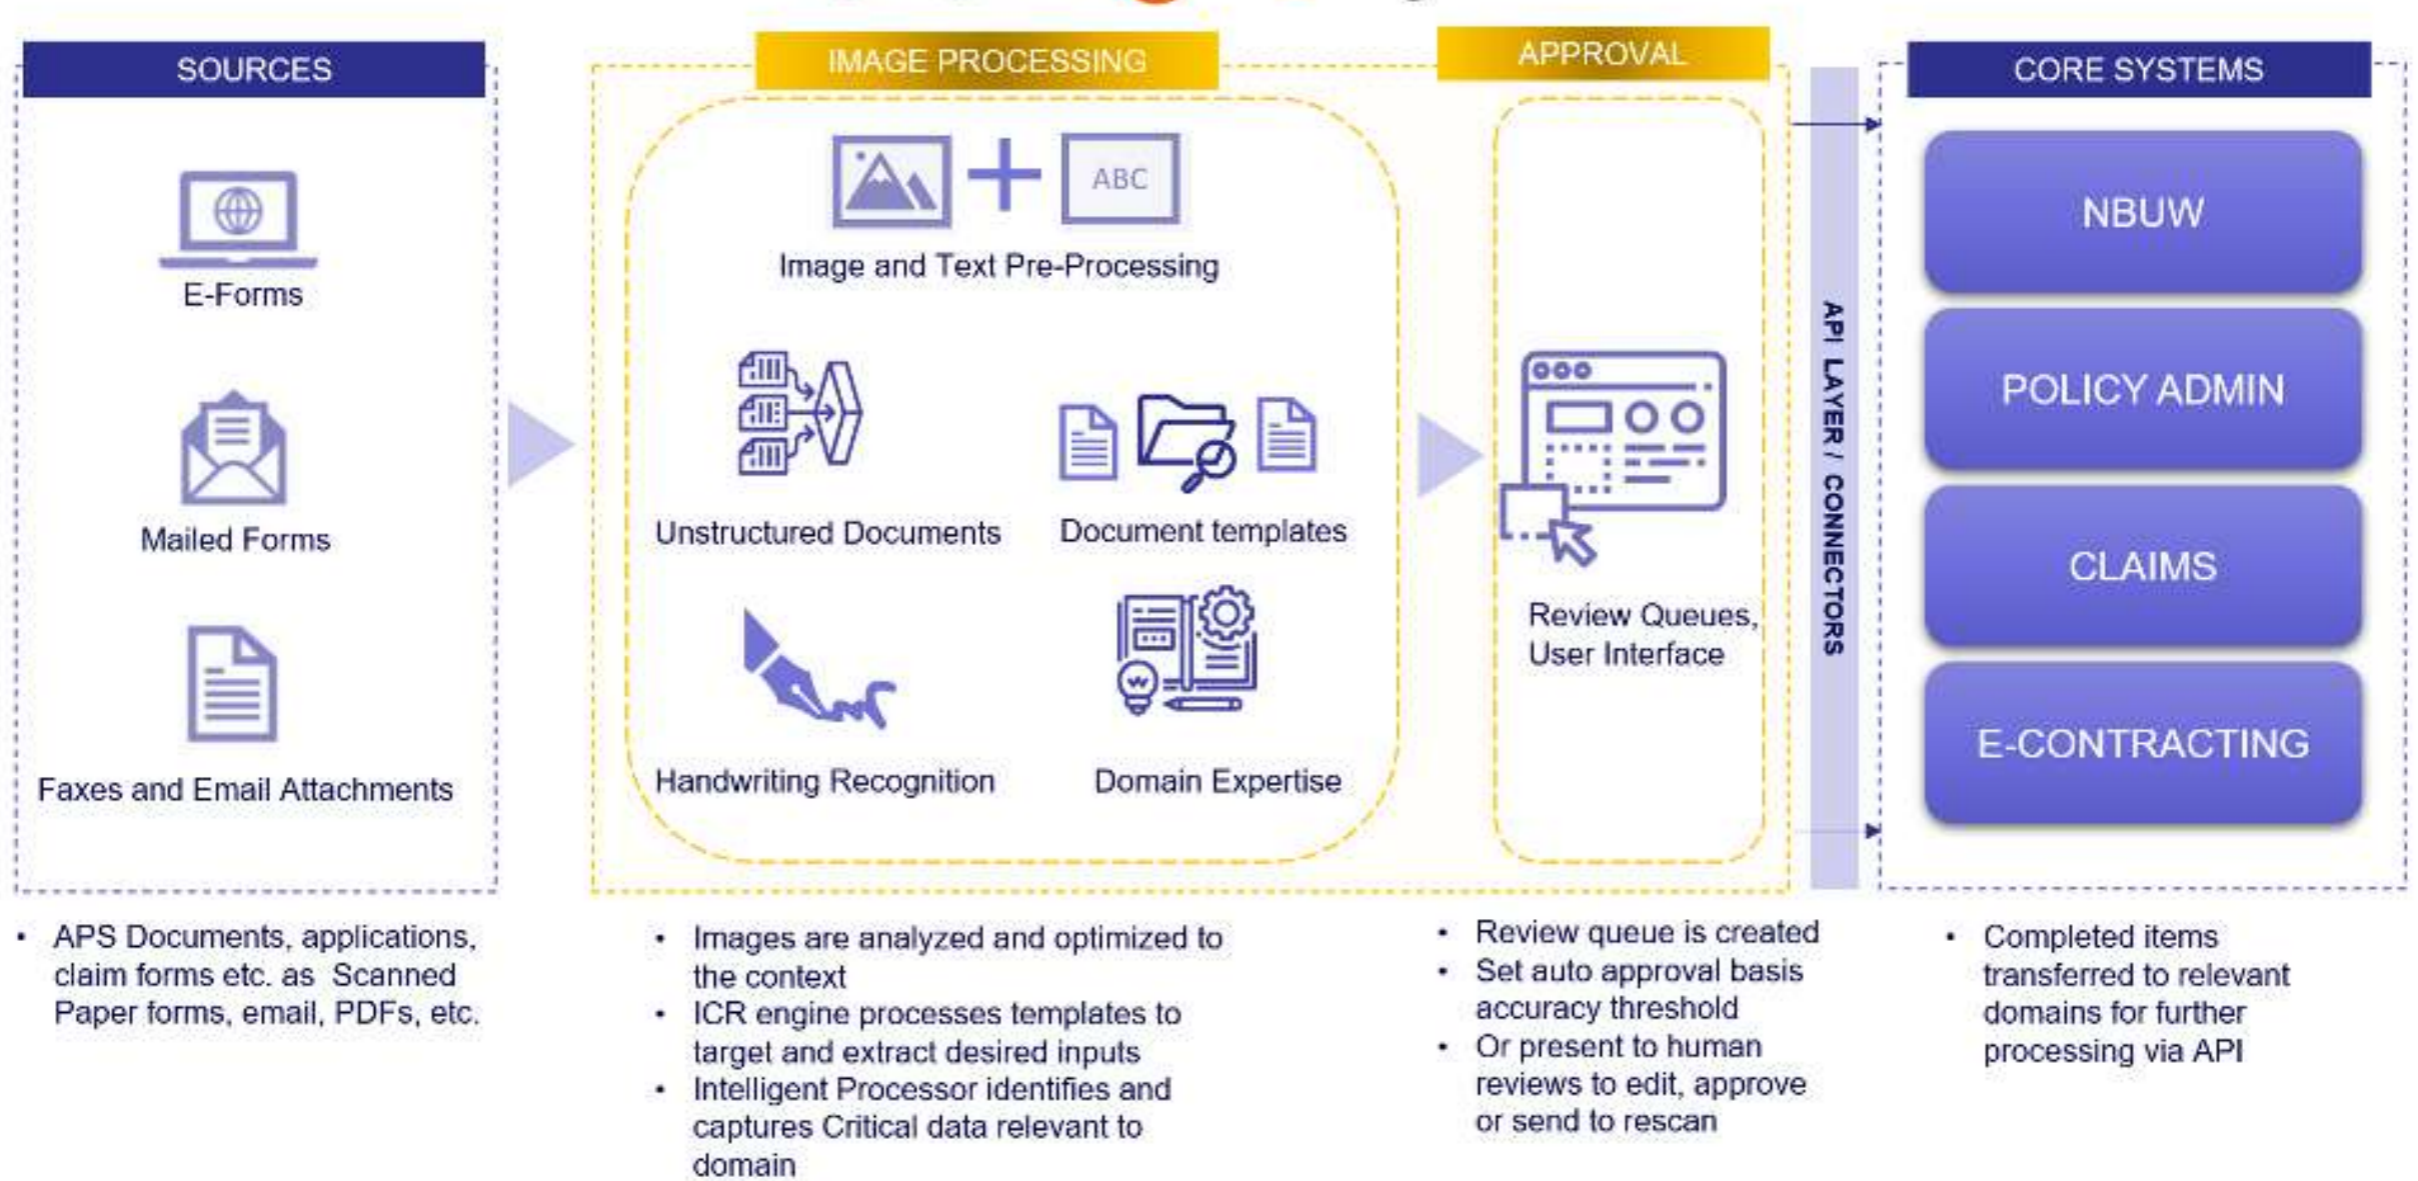 SOURCES
E-Forms
Mailed Forms
Faxes and Email Attachments
• APS Documents, applications,
claim forms etc. as Scanned
Paper forms, email, PDFs, etc.
IMAGE PROCESSING
ABC
Image and Text Pre-Processing
Unstructured Documents
Document templates
Handwriting Recognition
Domain Expertise
• Images are analyzed and optimized to
the context
• ICR engine processes templates to
target and extract desired inputs
• Intelligent Processor identifies and
captures Critical data relevant to
domain
APPROVAL
Review Queues,
User Interface
• Review queue is created
• Set auto approval basis
accuracy threshold
• Or present to human
reviews to edit, approve
or send to rescan
API LAYER / CONNECTORS
CORE SYSTEMS
NBUW
POLICY ADMIN
CLAIMS
E-CONTRACTING
• Completed items
transferred to relevant
domains for further
processing via API